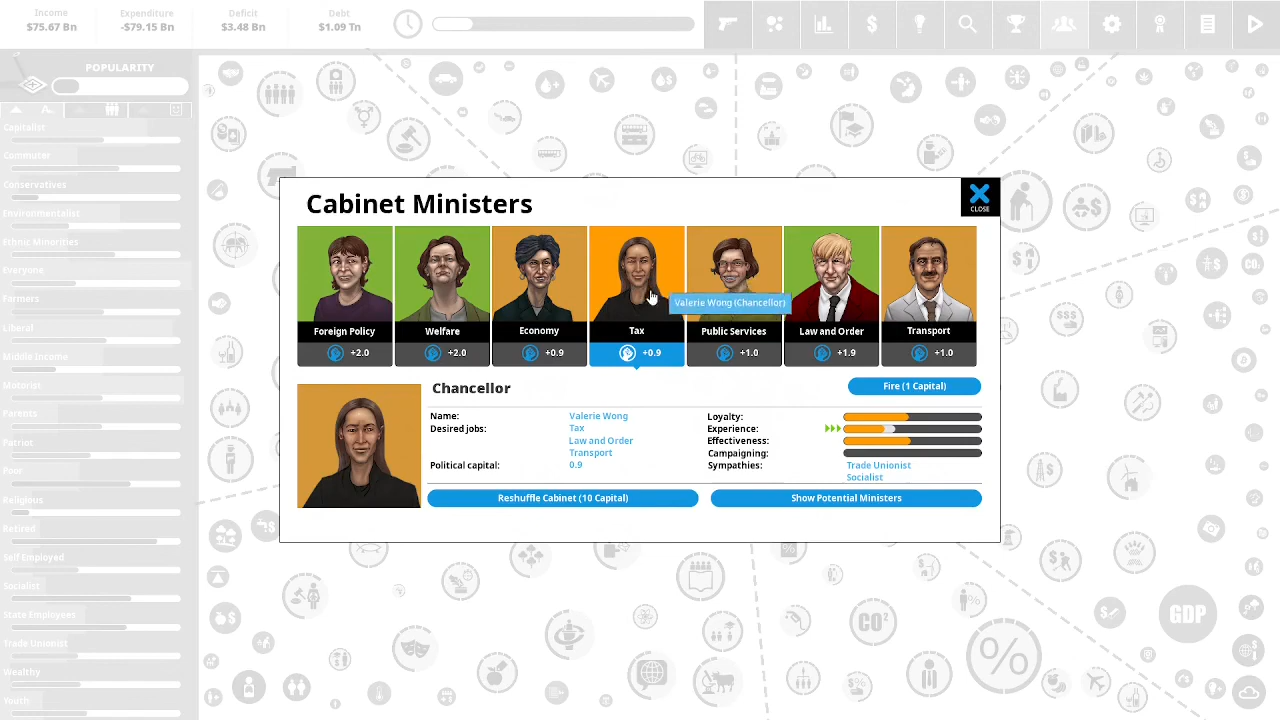 Income
Expenditure
Deficit
Debt
$75.67 Bn
-$79.15 Bn
$3.48 Bn
$1.09 Tn
POPULARITY
Capitalist
Commuter
Conservatives
Environmentalist
Ethnic Minorities
Everyone
Farmers
Liberal
Middle Income
Motorist
Parents
Patriot
Poor
Religious
Retired
Self Employed
Socialist
State Employees
Trade Unionist
Wealthy
Youth
Cabinet Ministers
CLOSE
Valerie Wong (Chancellor)
Foreign Policy
Welfare
Economy
Tax
Public Services
Law and Order
Transport
+2.0
+2.0
+0.9
+0.9
+1.0
+1.9
+1.0
Chancellor
Fire (1 Capital)
Name:
Valerie Wong
Desired jobs:
Tax
Law and Order
Transport
Political capital:
0.9
Loyalty:
Experience:
Effectiveness:
Campaigning:
Sympathies:
Trade Unionist
Socialist
Reshuffle Cabinet (10 Capital)
Show Potential Ministers
CO²
GDP
%